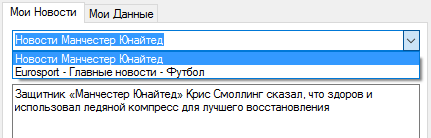 Мои Новости
Мои Данные
Новости Манчестер Юнайтед
Новости Манчестер Юнайтед
Eurosport - Главные новости - Футбол
Защитник «Манчестер Юнайтед» Крис Смоллинг сказал, что здоров и
использовал ледяной компресс для лучшего восстановления